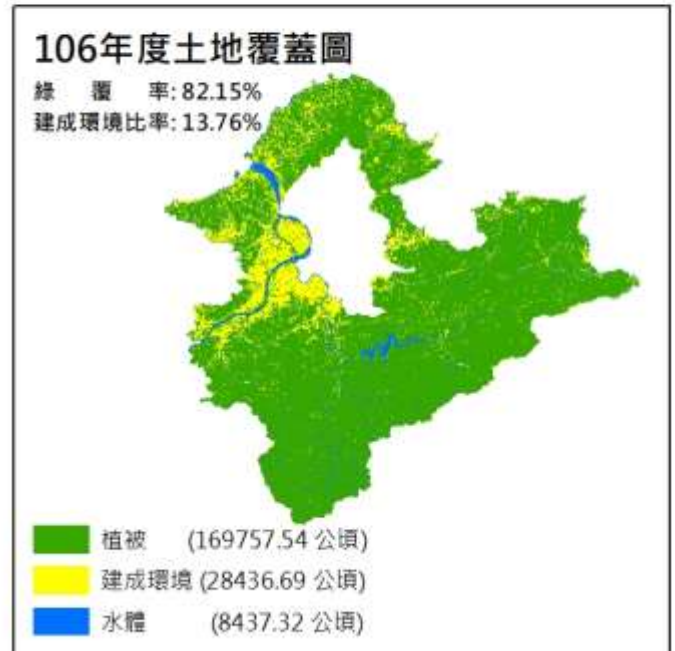 106年度土地覆蓋圖
綠 覆 率:82.15%
建成環境比率:13.76%
植被 (169757.54 公頃)
建成環境 (28436.69 公頃)
水體 (8437.32 公頃)